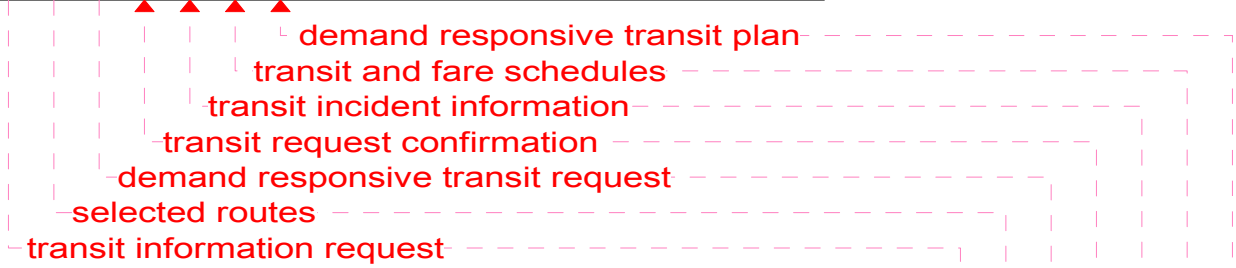 demand responsive transit plan
transit and fare schedules
transit incident information
transit request confirmation
demand responsive transit request
selected routes
transit information request